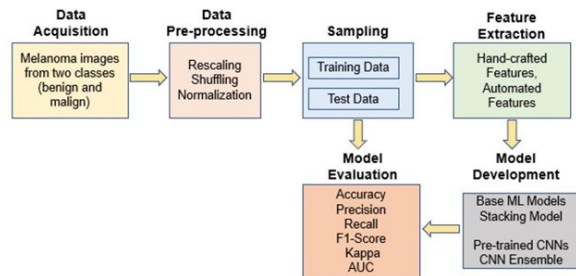 Data
Acquisition
Melanoma images
from two classes
(benign and
malign)
Data
Pre-processing
Rescaling
Shuffling
Normalization
Sampling
Training Data
Test Data
Feature
Extraction
Hand-crafted
Features,
Automated
Features
Model
Evaluation
Accuracy
Precision
Recall
F1-Score
Kappa
AUC
Model
Development
Base ML Models
Stacking Model
Pre-trained CNNs
CNN Ensemble